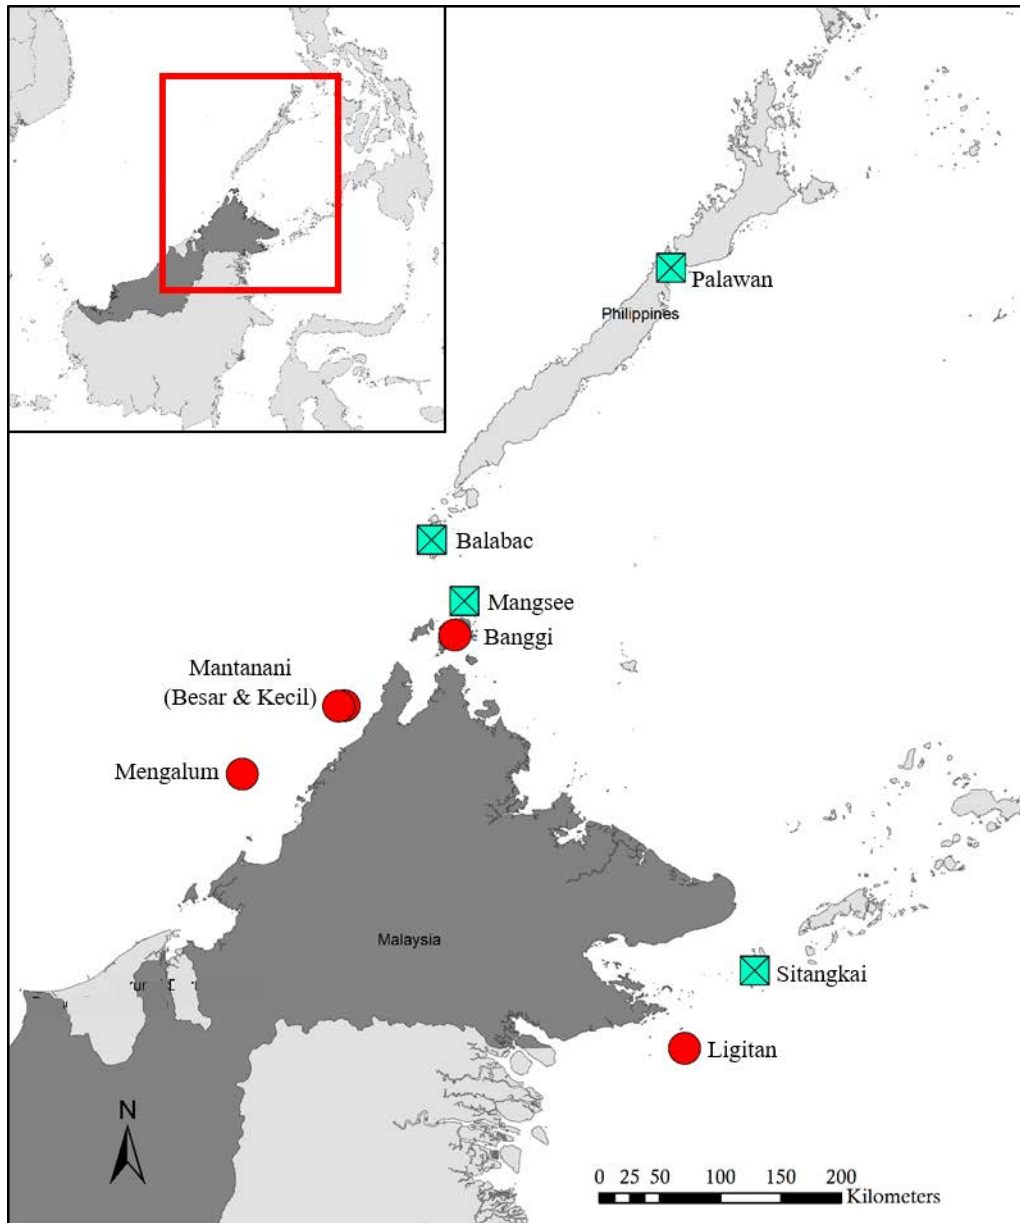 Palawan
Philippines
Balabac
Mangsee
Banggi
Mantanani
(Besar & Kecil)
Mengalum
Malaysia
Sitangkai
Ligitan
N
0 25 50 100 150 200
Kilometers